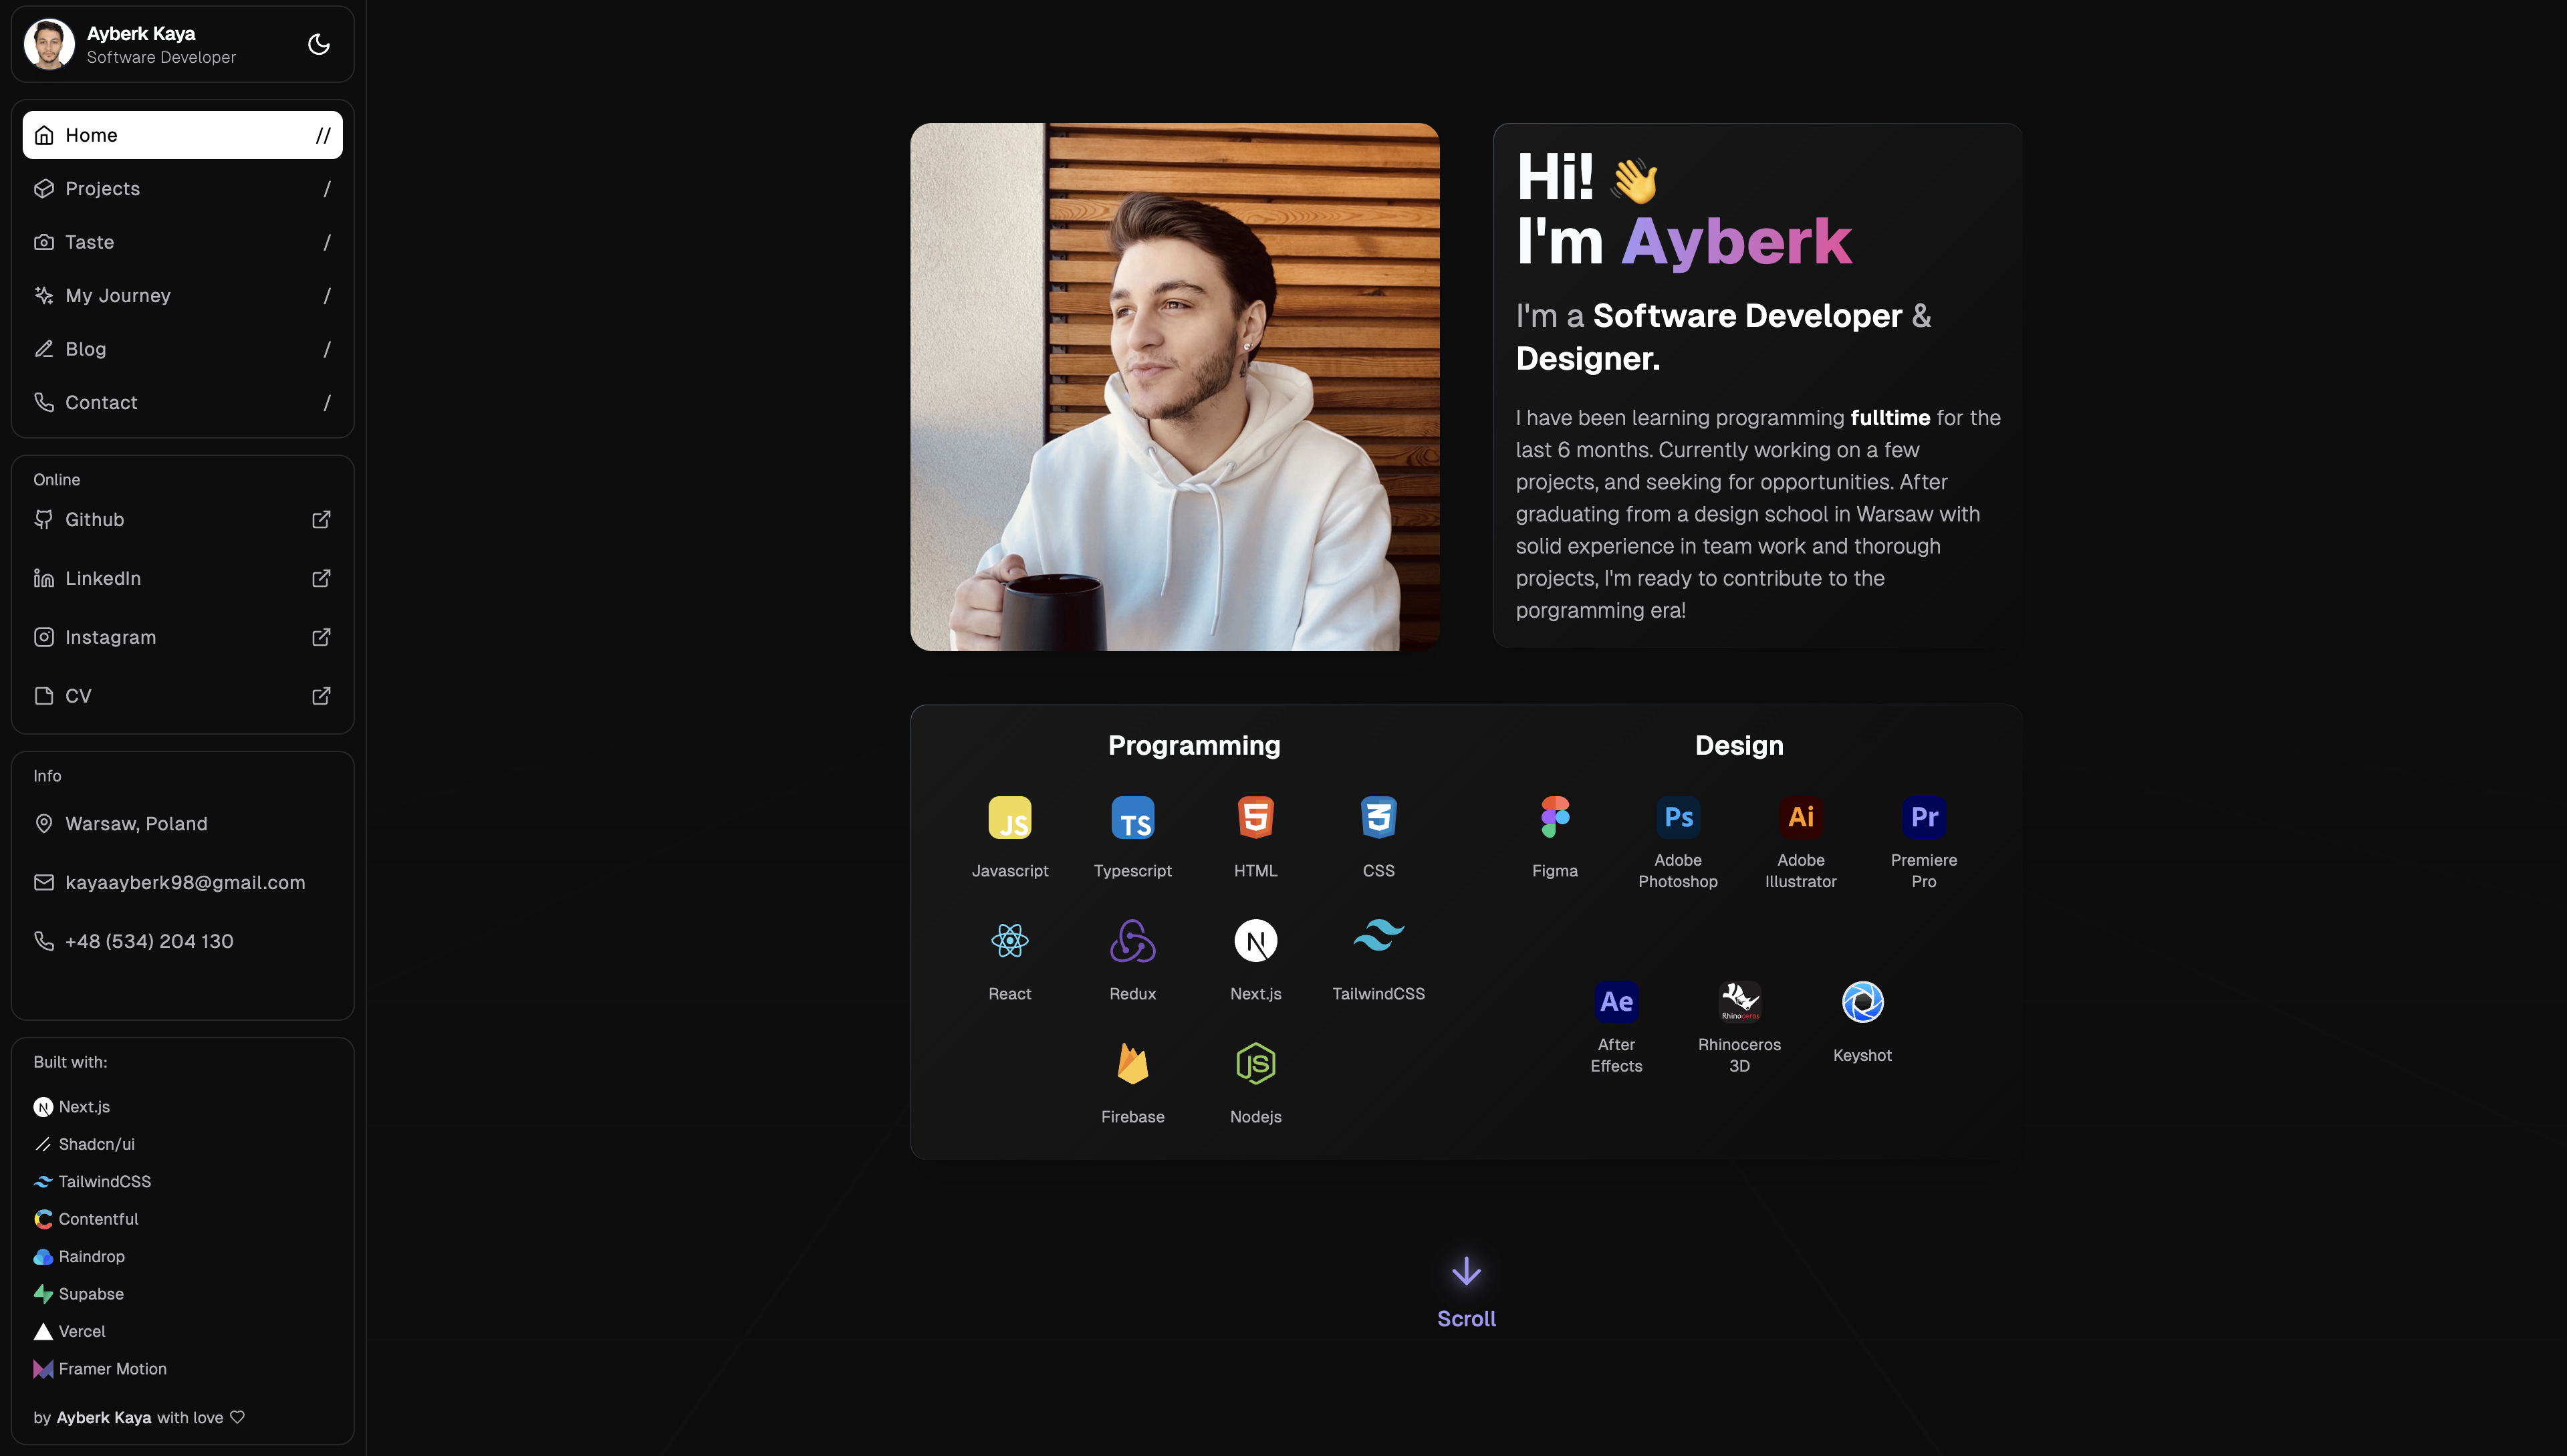 Ayberk Kaya
Software Developer
Home //
Projects /
Taste /
My Journey /
Blog /
Contact /
Online
Github
LinkedIn
Instagram
CV
Info
Warsaw, Poland
kayaayberk98@gmail.com
+48 (534) 204 130
Built with:
N Next.js
Shadcn/ui
TailwindCSS
Contentful
Raindrop
Supabse
Vercel
Framer Motion
by Ayberk Kaya with love ♡
Hi! 👋
I'm Ayberk
I'm a Software Developer &
Designer.
I have been learning programming fulltime for the
last 6 months. Currently working on a few
projects, and seeking for opportunities. After
graduating from a design school in Warsaw with
solid experience in team work and thorough
projects, I'm ready to contribute to the
porgramming era!
Programming
JS TS 5 3
Javascript Typescript HTML CSS
N
React Redux Next.js TailwindCSS
JS
Firebase Nodejs
Design
Ps Ai Pr
Figma Adobe Photoshop Adobe Illustrator Premiere Pro
Ae Rhinoceros
After Effects Rhinoceros 3D Keyshot
Scroll